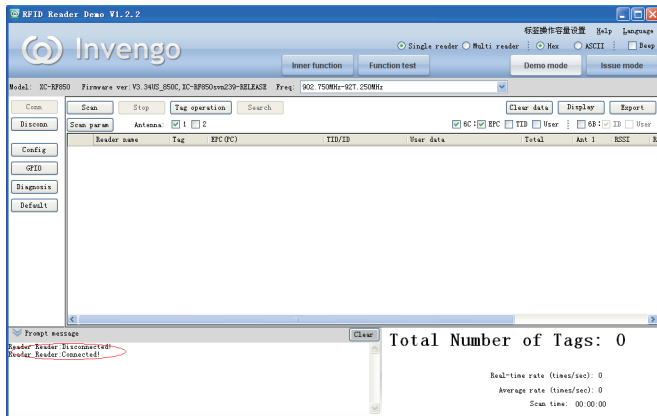 RFID Reader Demo V1.2.2
标签操作容量设置 Help Language
Invengo
Single reader Multi reader Hex ASCII Beep
Inner function Function test Demo mode Issue mode
Model: XC-RF850 Firmware ver: V3.34US_850C, XC-RF850svn239-RELEASE Freq: 902.750MHz-927.250MHz
Conn Scan Stop Tag operation Search Clear data Display Export
Disconn Scan param Antenna: 1 2 6C: EPC TID User 6B: ID User
Reader name Tag EPC(PC) TID/ID User data Total Ant 1 RSSI R
Config
GPIO
Diagnosis
Default
Prompt message Clear
Reader Reader:Disconnected!
Reader Reader:Connected!
Total Number of Tags: 0
Real-time rate (times/sec): 0
Average rate (times/sec): 0
Scan time: 00:00:00